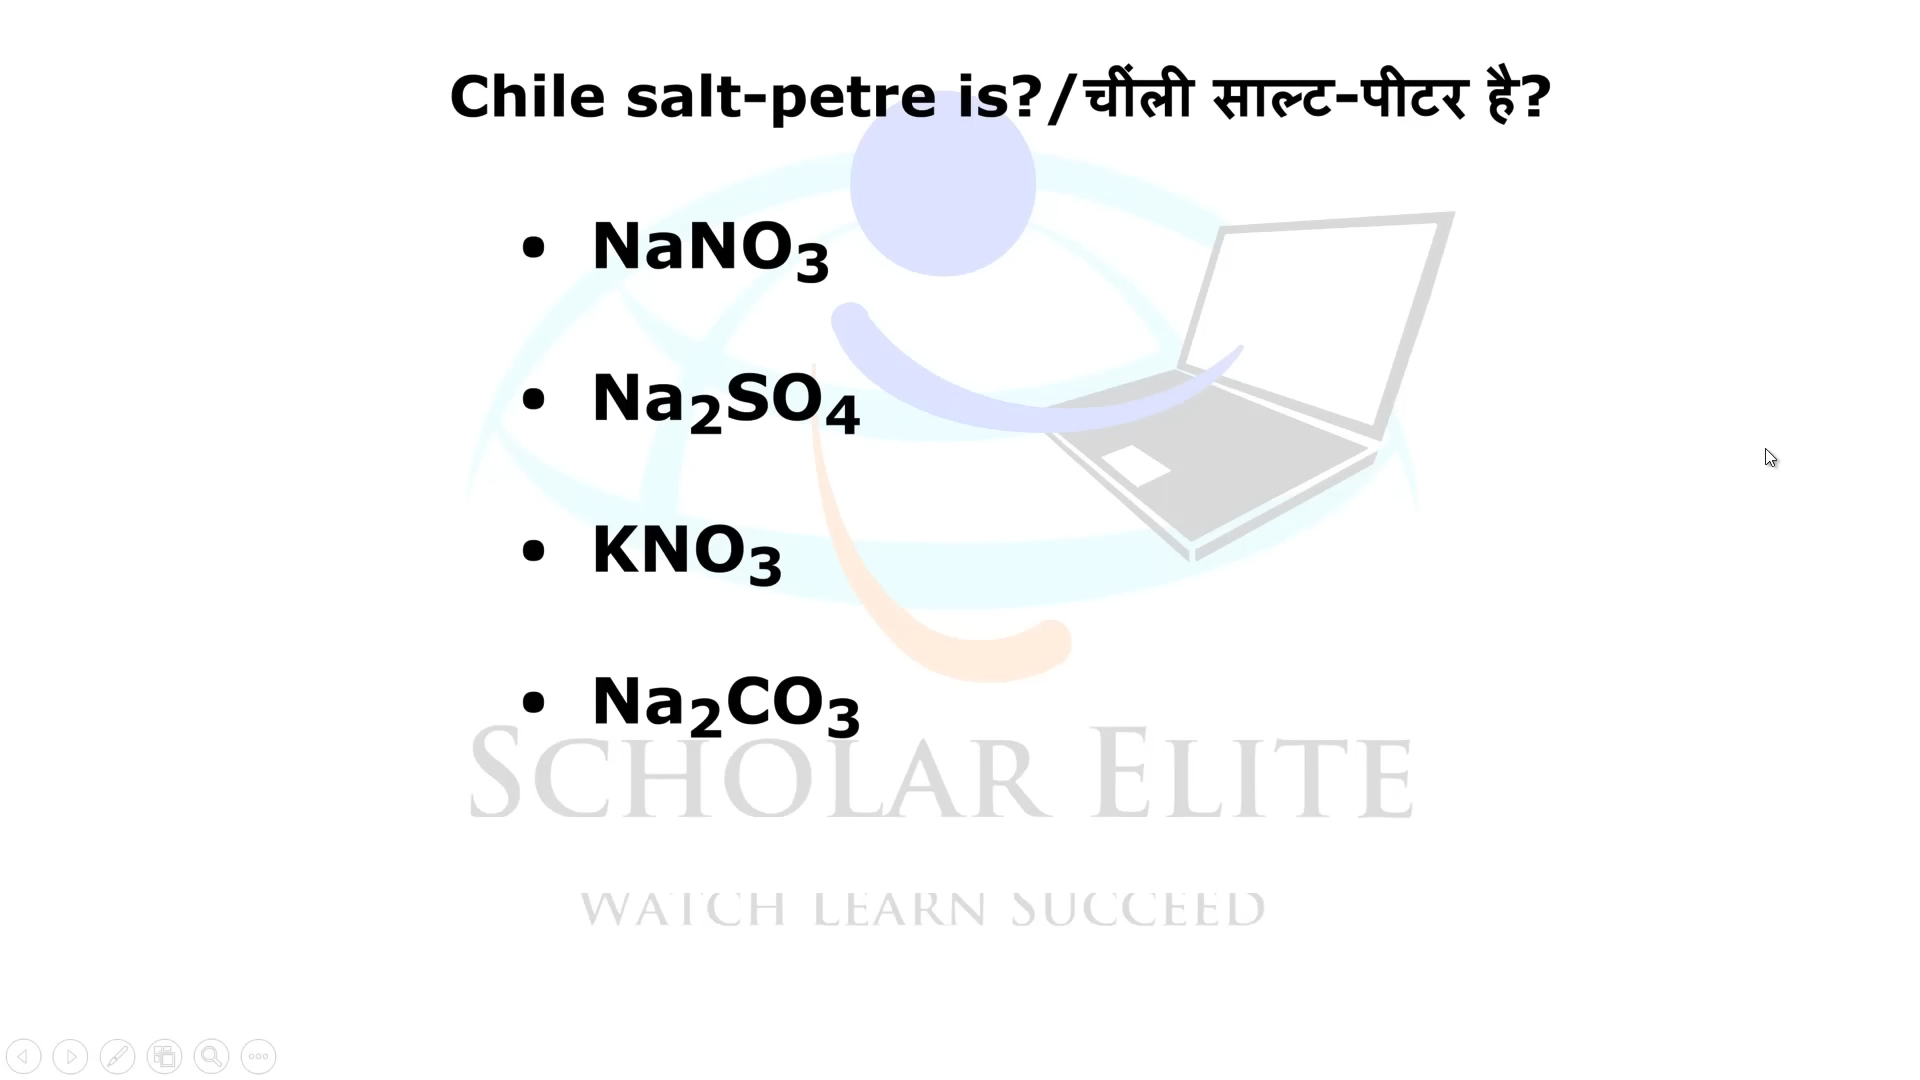 Chile salt-petre is?/चींली साल्ट-पीटर है?
• NaNO₃
• Na₂SO₄
• KNO₃
• Na₂CO₃
SCHOLAR ELITE
WATCH LEARN SUCCEED